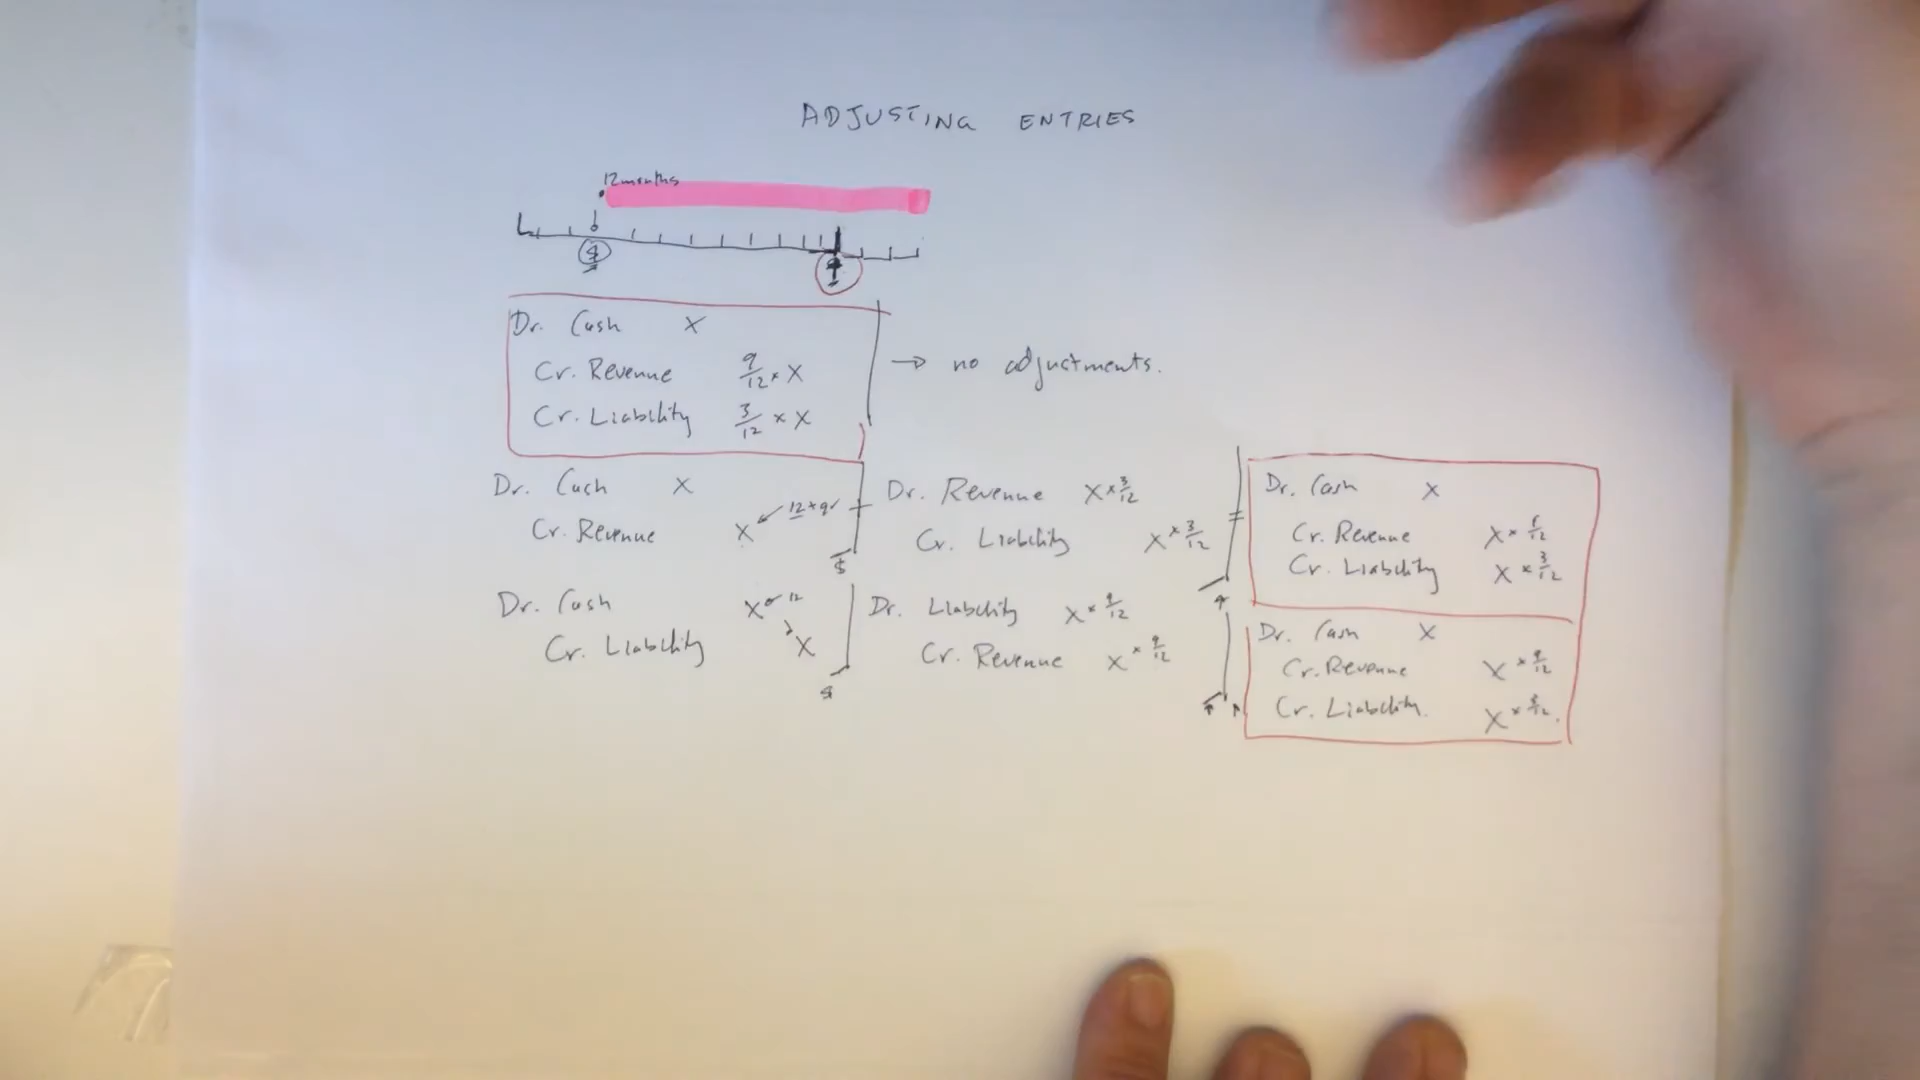 ADJUSTING ENTRIES
12 months
$
Dr. Cash X
Cr. Revenue 9/12 × X
Cr. Liability 3/12 × X
→ no adjustments.
Dr. Cash X
Cr. Revenue X
$
Dr. Revenue X × 3/12
Cr. Liability X × 3/12
Dr. Cash X
Cr. Revenue X ×
Cr. Liability X × 3/12
Dr. Cash X ← 12
Cr. Liability X
$
Dr. Liability X × 9/12
Cr. Revenue X × 9/12
Dr. Cash X
Cr. Revenue X × 9/12
Cr. Liability. X × 3/12.